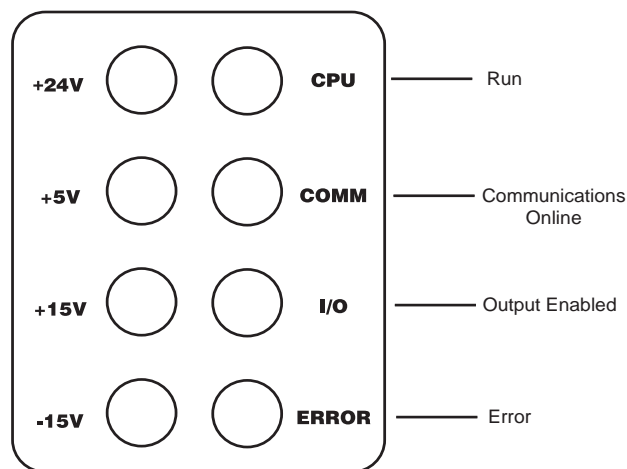 +24V CPU Run
+5V COMM Communications
Online
+15V I/O Output Enabled
-15V ERROR Error